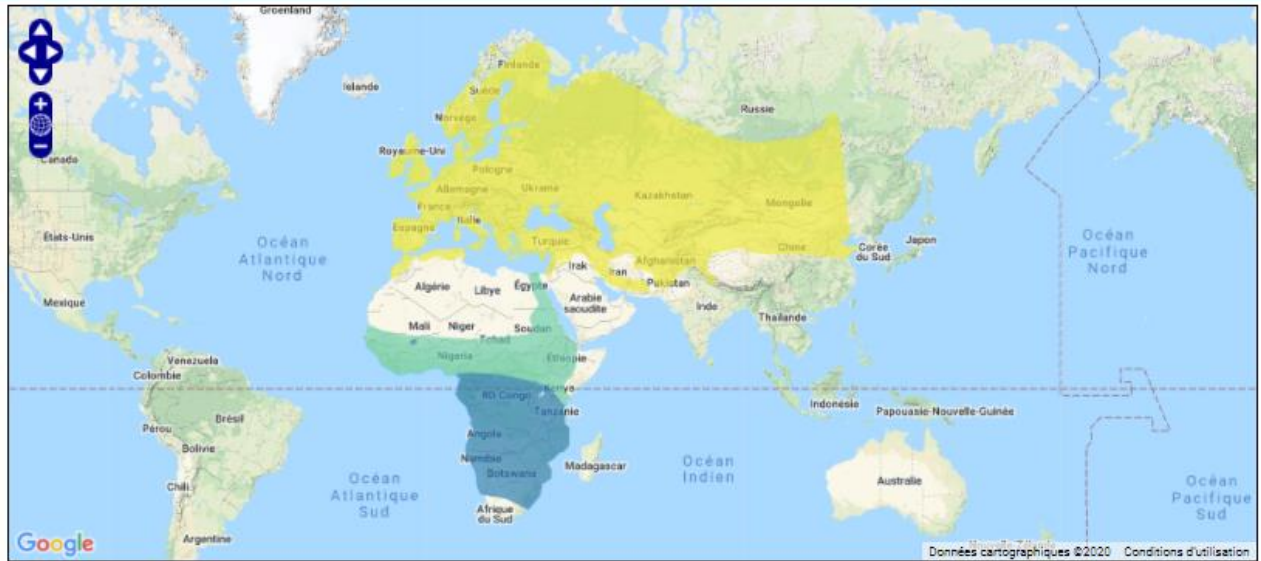 Groenland
Islande
Finlande
Suède
Norvège
Russie
Royaume-Uni
Canada
Pologne
Allemagne
Ukraine
Kazakhstan
Mongolie
France
Italie
Espagne
Turquie
Chine
Corée
du Sud
Japon
États-Unis
Océan
Atlantique
Nord
Océan
Pacifique
Nord
Afghanistan
Irak
Iran
Pakistan
Algérie
Libye
Égypte
Arabie
saoudite
Inde
Mexique
Mali
Niger
Tchad
Soudan
Thaïlande
Nigeria
Éthiopie
Venezuela
Colombie
Kenya
RD Congo
Tanzanie
Indonésie
Papouasie-Nouvelle-Guinée
Brésil
Pérou
Bolivie
Angola
Namibie
Botswana
Madagascar
Océan
Indien
Australie
Océan
Atlantique
Sud
Chili
Afrique
du Sud
Océan
Pacifique
Sud
Argentine
Google
Nouvelle-Zélande
Données cartographiques ©2020 Conditions d'utilisation